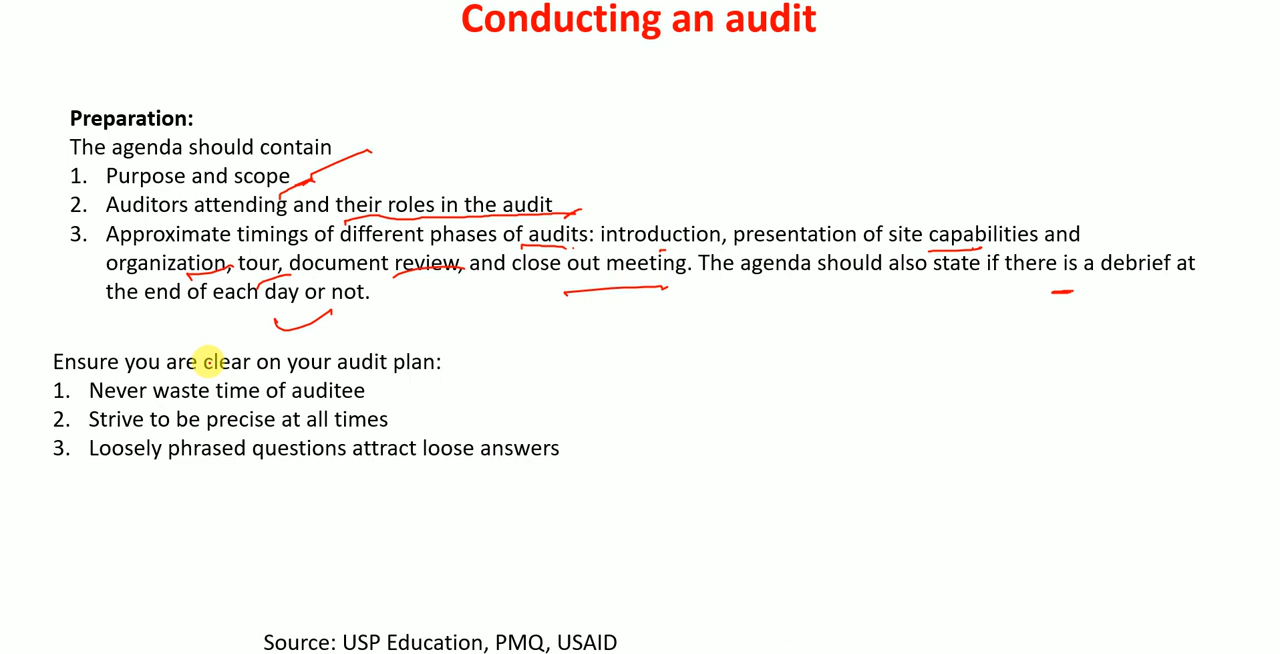 Conducting an audit
Preparation:
The agenda should contain
1. Purpose and scope
2. Auditors attending and their roles in the audit
3. Approximate timings of different phases of audits: introduction, presentation of site capabilities and
organization, tour, document review, and close out meeting. The agenda should also state if there is a debrief at
the end of each day or not.
Ensure you are clear on your audit plan:
1. Never waste time of auditee
2. Strive to be precise at all times
3. Loosely phrased questions attract loose answers
Source: USP Education, PMQ, USAID